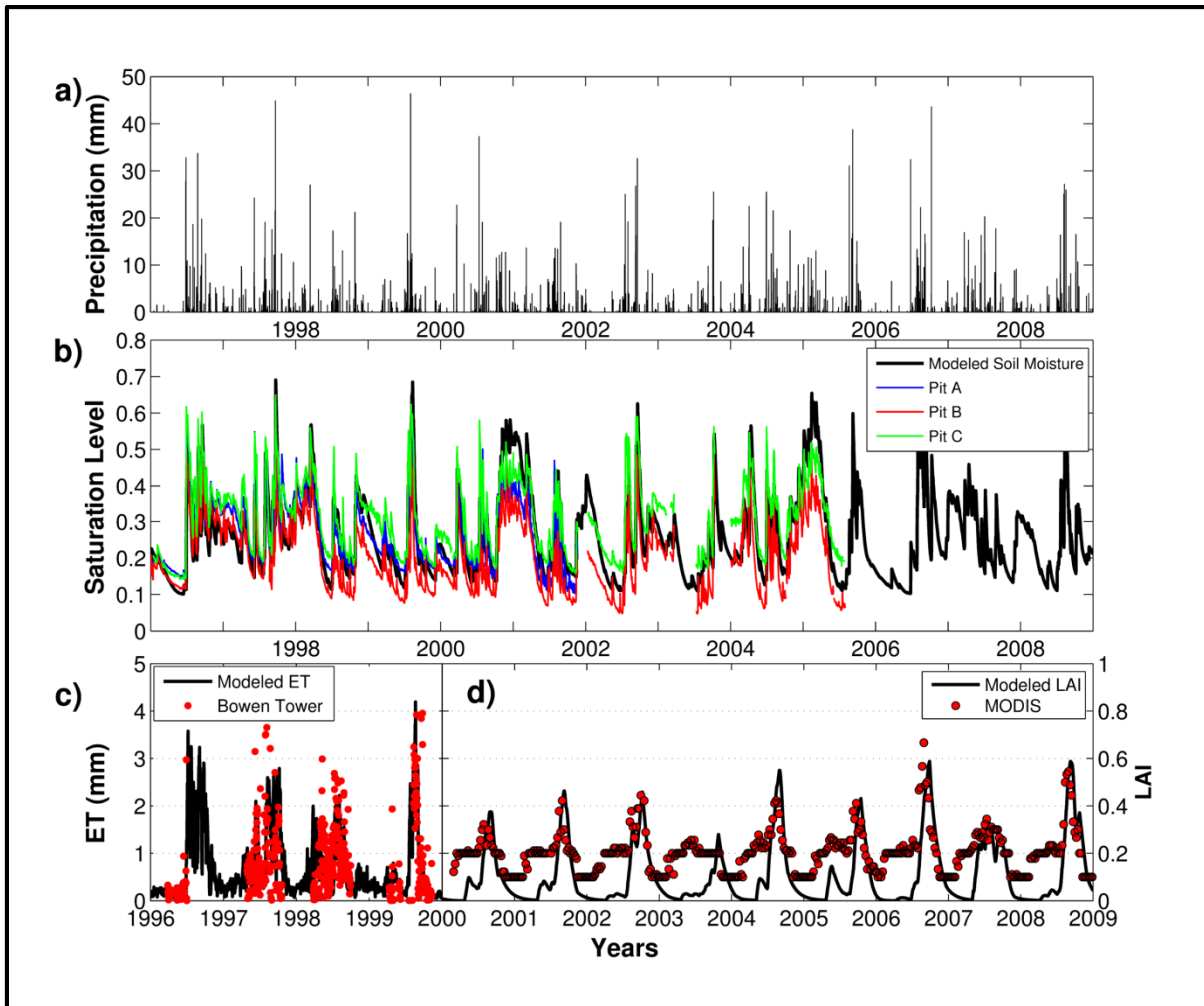 a)
Precipitation (mm)
50
40
30
20
10
0
1998 2000 2002 2004 2006 2008
b)
Saturation Level
0.8
0.7
0.6
0.5
0.4
0.3
0.2
0.1
0
Modeled Soil Moisture
Pit A
Pit B
Pit C
1998 2000 2002 2004 2006 2008
c)
ET (mm)
5
4
3
2
1
0
Modeled ET
Bowen Tower
d)
Modeled LAI
MODIS
1
0.8
0.6
0.4
0.2
0
LAI
1996 1997 1998 1999 2000 2001 2002 2003 2004 2005 2006 2007 2008 2009
Years